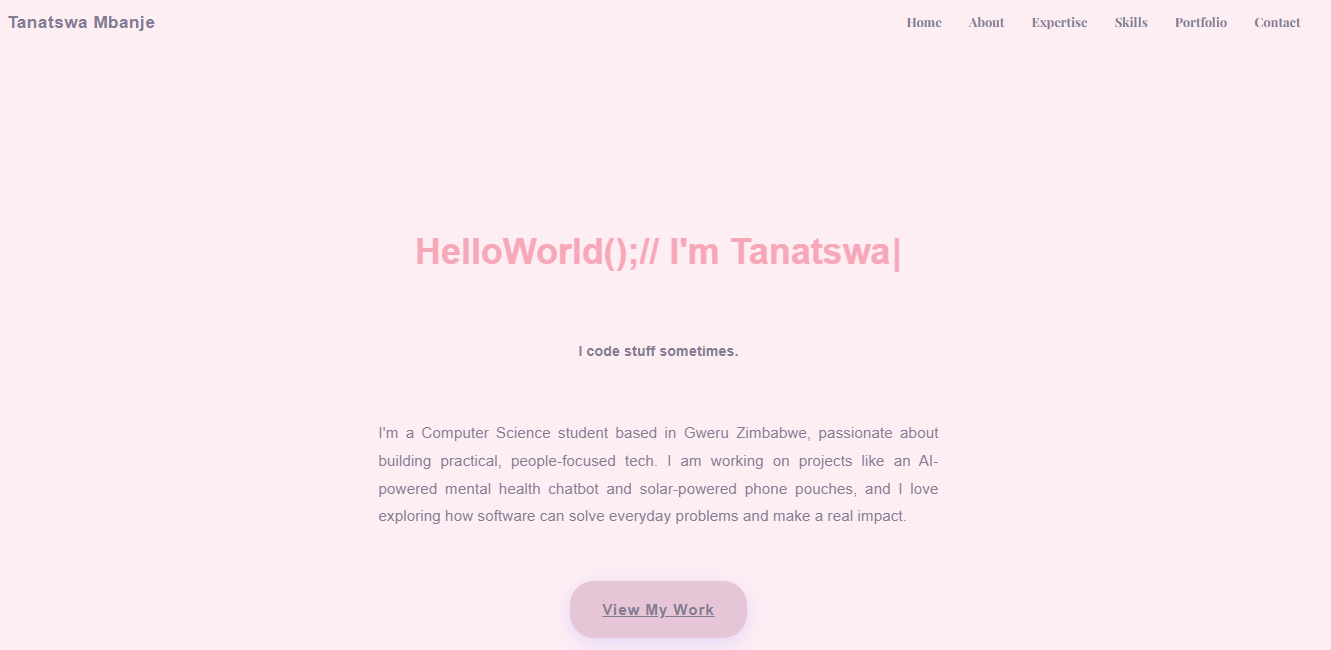 Tanatswa Mbanje
Home About Expertise Skills Portfolio Contact
HelloWorld();// I'm Tanatswa|
I code stuff sometimes.
I'm a Computer Science student based in Gweru Zimbabwe, passionate about
building practical, people-focused tech. I am working on projects like an AI-
powered mental health chatbot and solar-powered phone pouches, and I love
exploring how software can solve everyday problems and make a real impact.
View My Work